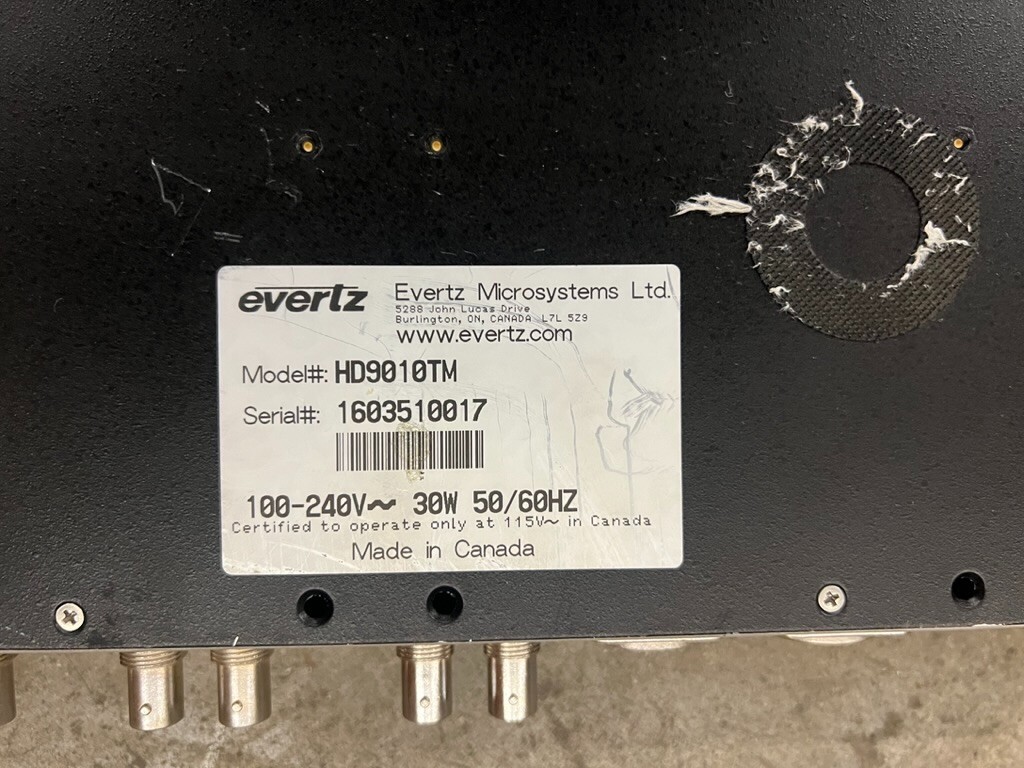 evertz
Evertz Microsystems Ltd.
5288 John Lucas Drive
Burlington, ON, CANADA L7L 5Z9
www.evertz.com
Model#: HD9010TM
Serial#: 1603510017
100-240V~ 30W 50/60HZ
Certified to operate only at 115V~ in Canada
Made in Canada